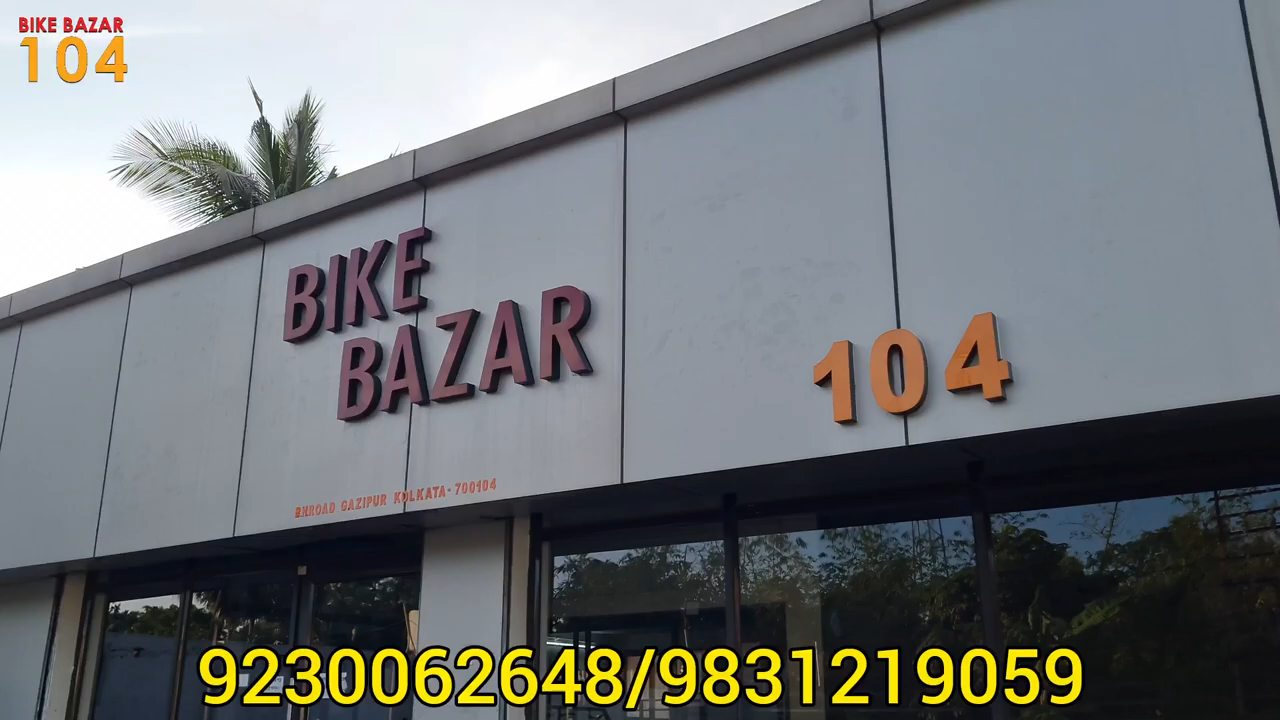 BIKE BAZAR
104
BIKE
BAZAR
104
BHROAD GAZIPUR KOLKATA-700104
9230062648/9831219059